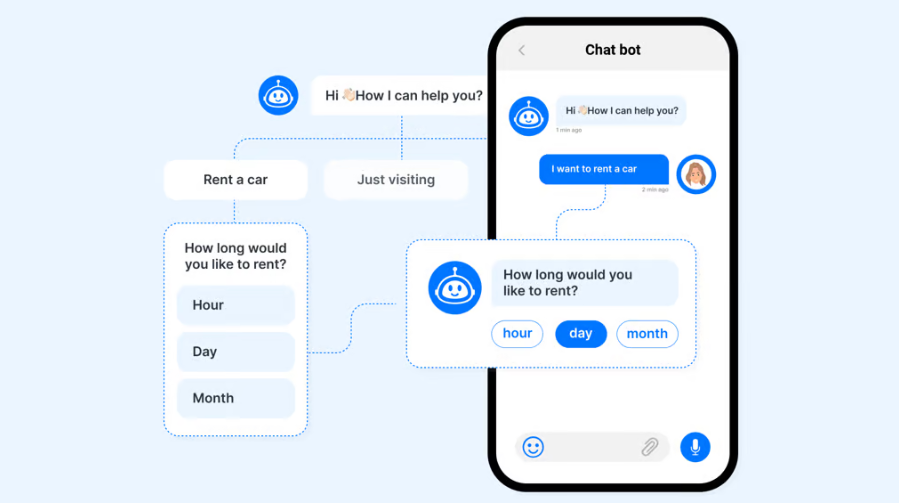 Chat bot
Hi 👋🏻How I can help you?
Rent a car
Just visiting
How long would
you like to rent?
Hour
Day
Month
Hi 👋🏻How I can help you?
1 min ago
I want to rent a car
2 min ago
How long would you
like to rent?
hour
day
month